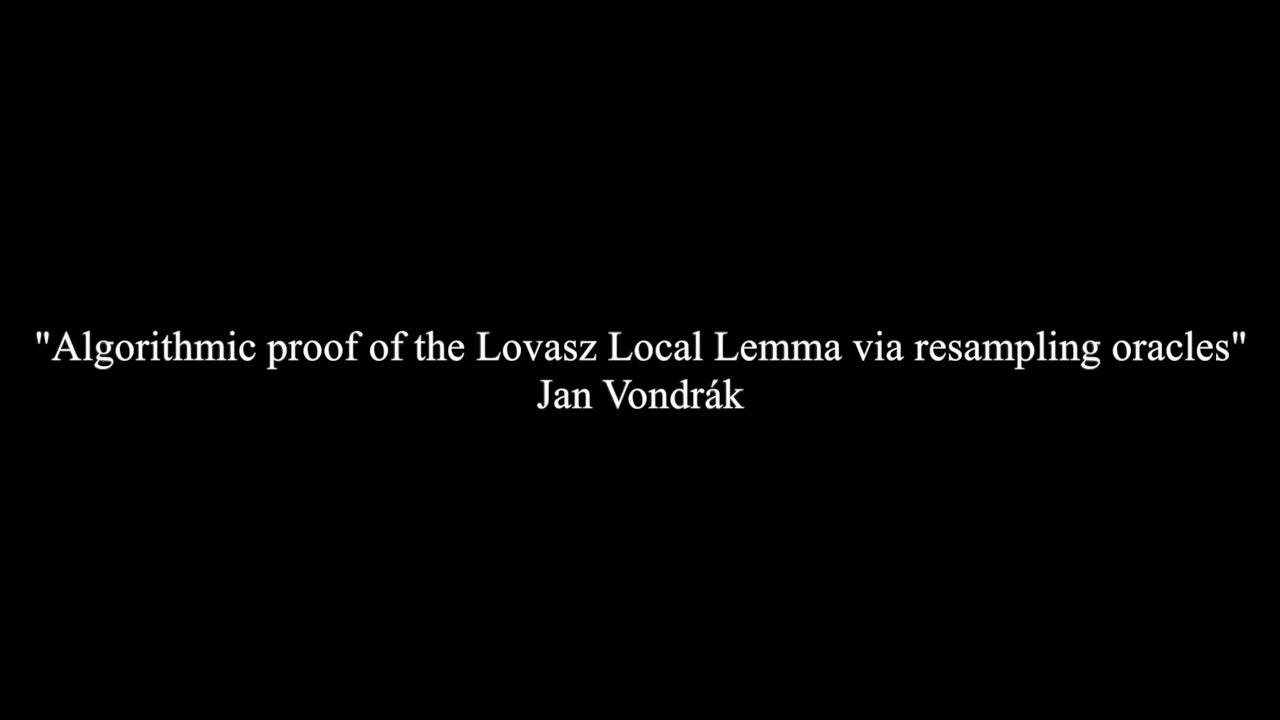 "Algorithmic proof of the Lovasz Local Lemma via resampling oracles"
Jan Vondrák